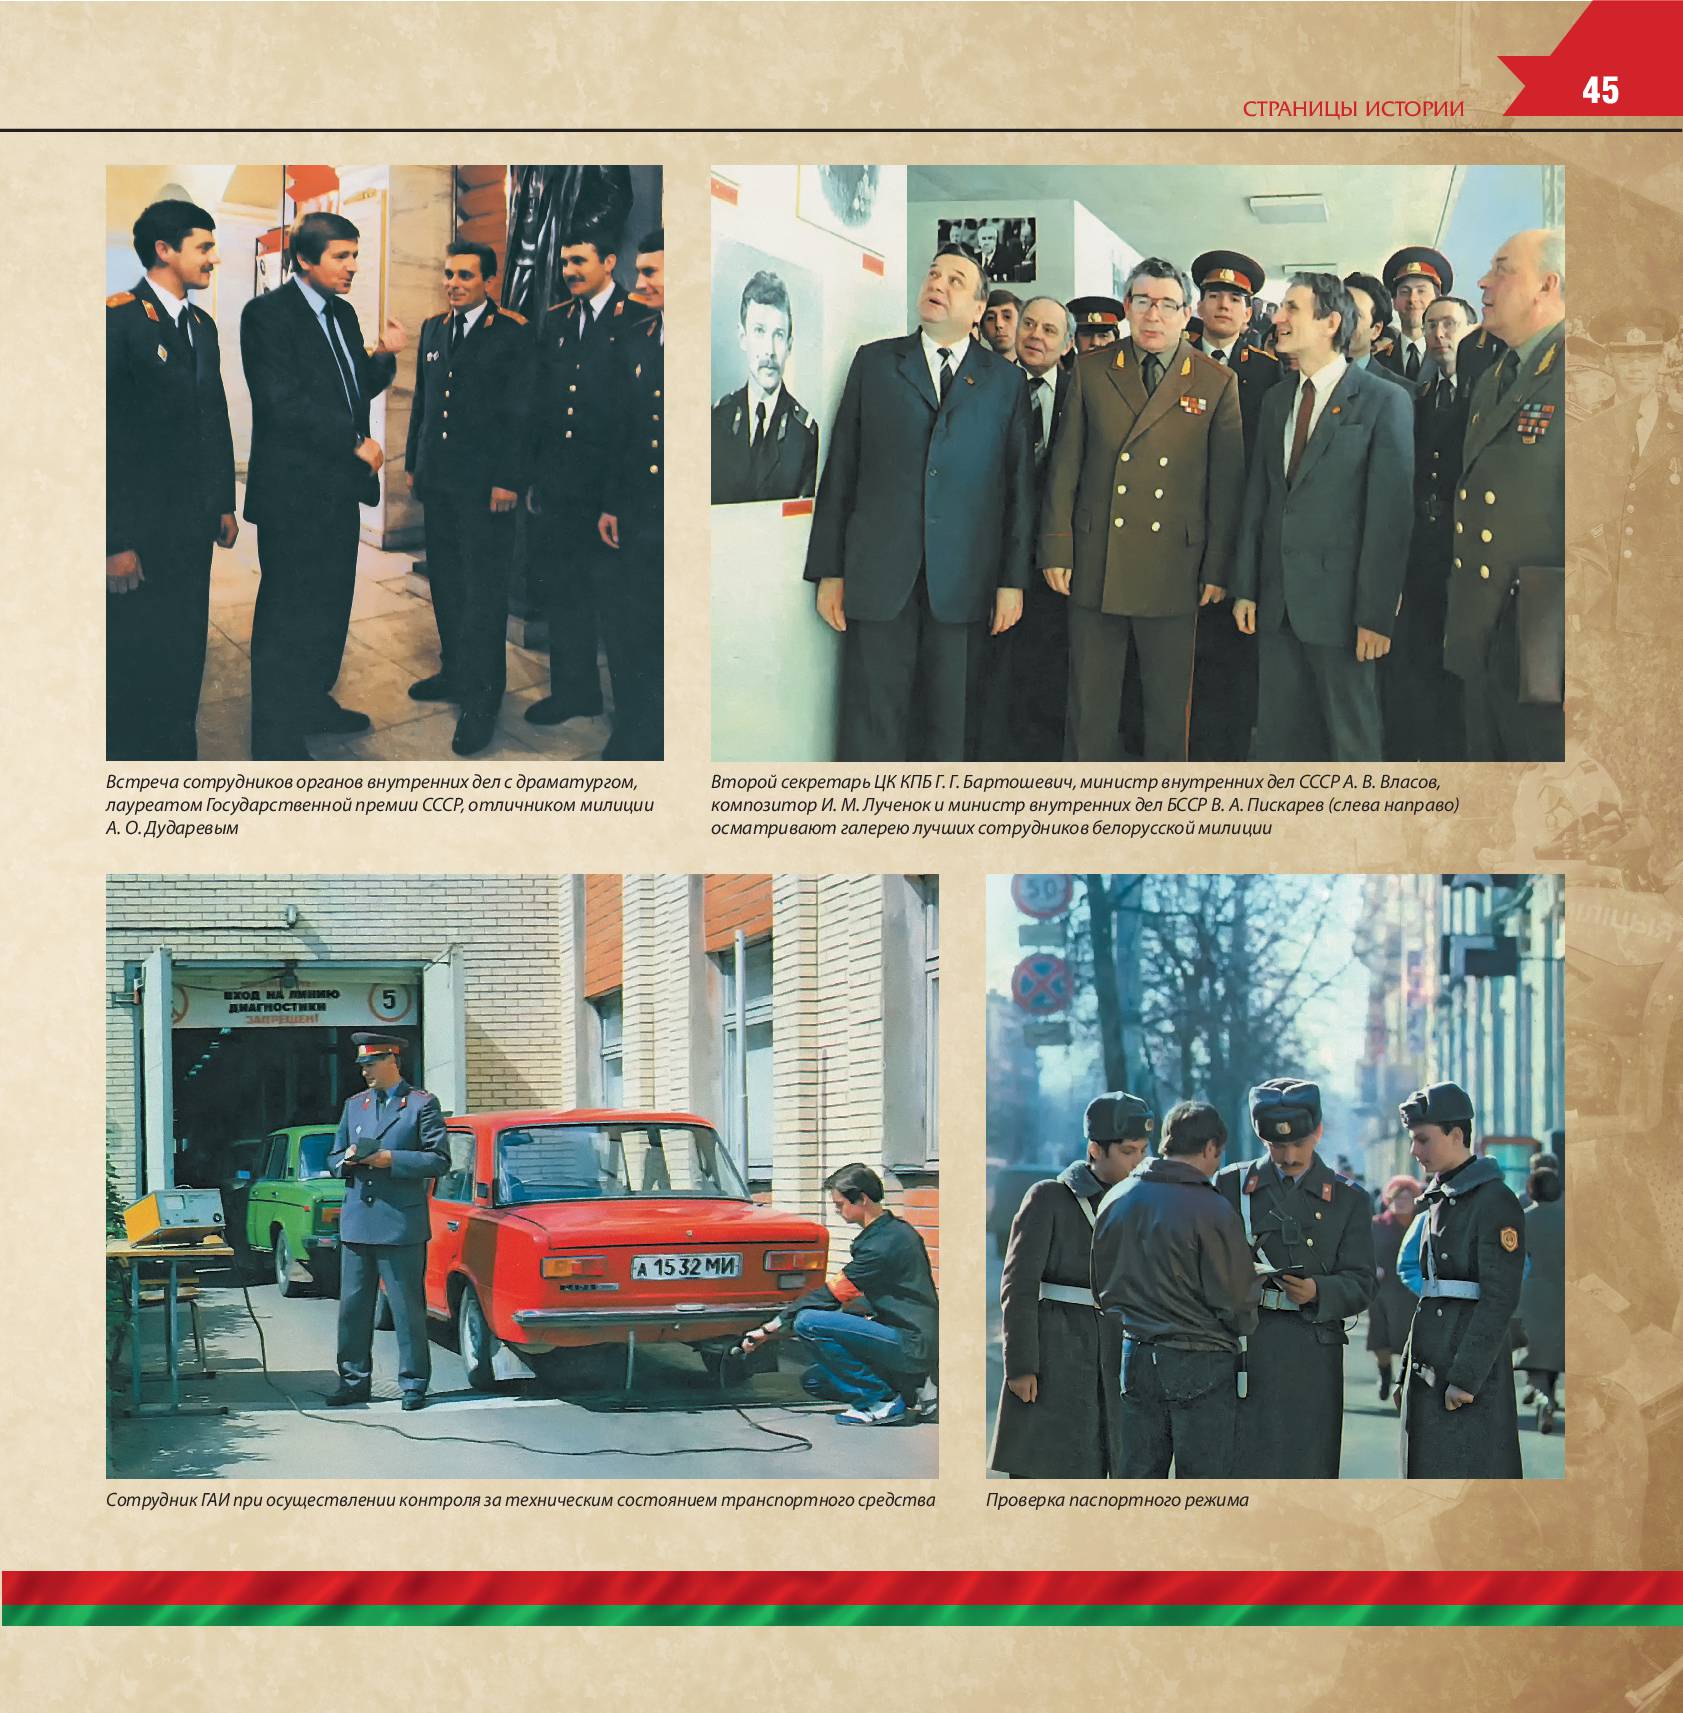 45
СТРАНИЦЫ ИСТОРИИ
Встреча сотрудников органов внутренних дел с драматургом,
лауреатом Государственной премии СССР, отличником милиции
А. О. Дударевым
Второй секретарь ЦК КПБ Г. Г. Бартошевич, министр внутренних дел СССР А. В. Власов,
композитор И. М. Лученок и министр внутренних дел БССР В. А. Пискарев (слева направо)
осматривают галерею лучших сотрудников белорусской милиции
50
ВХОД НА ЛИНИЮ
ДИАГНОСТИКИ
ЗАПРЕЩЕН!
5
А 15 32 МИ
Сотрудник ГАИ при осуществлении контроля за техническим состоянием транспортного средства
Проверка паспортного режима